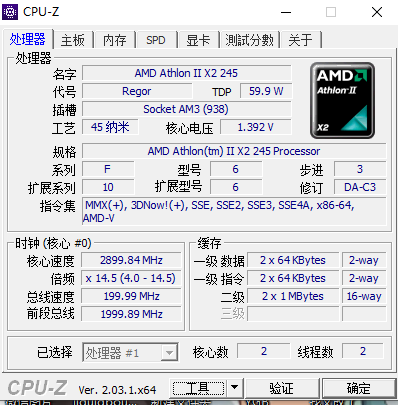 CPU-Z
处理器 主板 内存 SPD 显卡 測試分數 关于
处理器
名字 AMD Athlon II X2 245
代号 Regor TDP 59.9 W
插槽 Socket AM3 (938)
工艺 45 纳米 核心电压 1.392 V
AMD
Athlon II
X2
规格 AMD Athlon(tm) II X2 245 Processor
系列 F 型号 6 步进 3
扩展系列 10 扩展型号 6 修订 DA-C3
指令集 MMX(+), 3DNow!(+), SSE, SSE2, SSE3, SSE4A, x86-64,
AMD-V
时钟 (核心 #0)
核心速度 2899.84 MHz
倍频 x 14.5 (4.0 - 14.5)
总线速度 199.99 MHz
前段总线 1999.89 MHz
缓存
一级 数据 2 x 64 KBytes 2-way
一级 指令 2 x 64 KBytes 2-way
二级 2 x 1 MBytes 16-way
三级
已选择 处理器 #1 核心数 2 线程数 2
CPU-Z Ver. 2.03.1.x64 工具 验证 确定